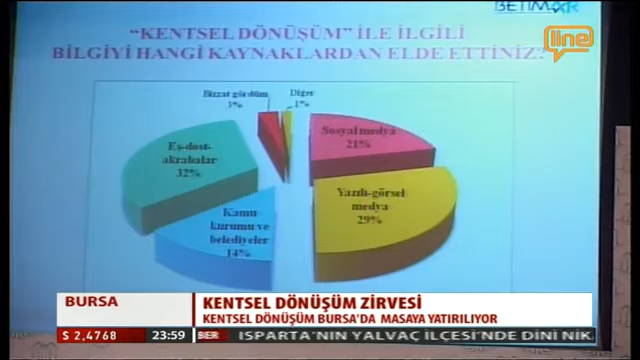 BETİMAR
line
"KENTSEL DÖNÜŞÜM" İLE İLGİLİ
BİLGİYİ HANGİ KAYNAKLARDAN ELDE ETTİNİZ?
Bizzat gördüm
3%
Diğer
1%
Sosyal medya
21%
Eş-dost-
akrabalar
32%
Yazılı-görsel
medya
29%
Kamu
kurumu ve
belediyeler
14%
BURSA
KENTSEL DÖNÜŞÜM ZİRVESİ
KENTSEL DÖNÜŞÜM BURSA'DA MASAYA YATIRILIYOR
$ 2,4768
23:59
BER
ISPARTA'NIN YALVAÇ İLÇESİ'NDE DİNİ NİK